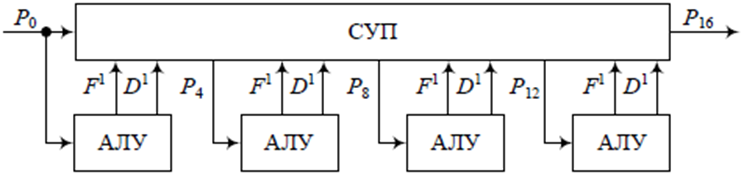 P0 СУП P16
F1 D1 P4 F1 D1 P8 F1 D1 P12 F1 D1
АЛУ АЛУ АЛУ АЛУ